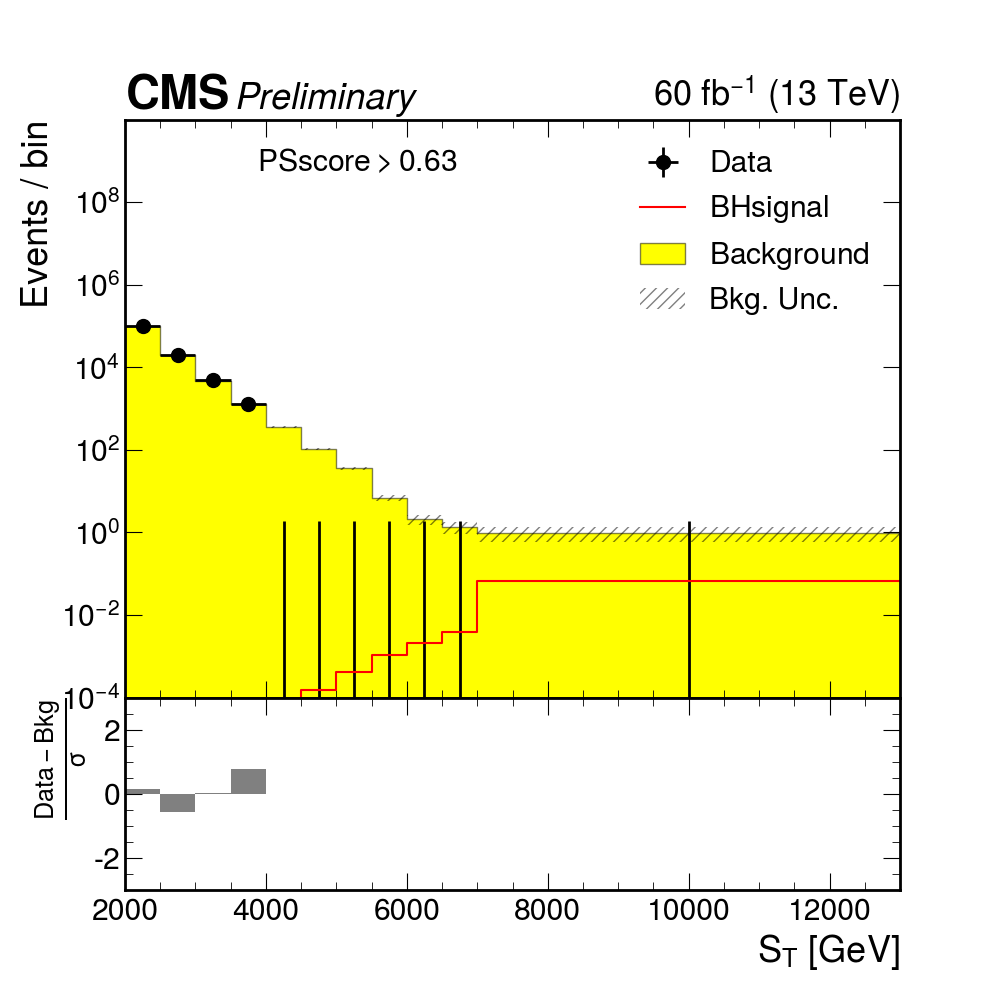 CMS Preliminary 60 fb⁻¹ (13 TeV)
Events / bin
PSscore > 0.63
Data
BHsignal
Background
Bkg. Unc.
10⁸
10⁶
10⁴
10²
10⁰
10⁻²
10⁻⁴
Data – Bkg
σ
2
0
-2
2000 4000 6000 8000 10000 12000
S_T [GeV]